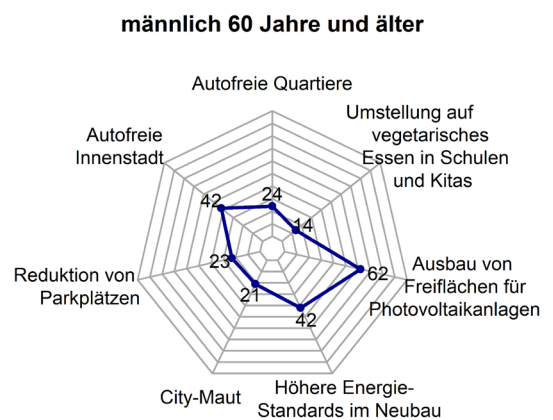 männlich 60 Jahre und älter
Autofreie Quartiere
Umstellung auf
vegetarisches
Essen in Schulen
und Kitas
Autofreie
Innenstadt
42
24
14
Reduktion von
Parkplätzen
23
62
Ausbau von
Freiflächen für
Photovoltaikanlagen
21
42
City-Maut
Höhere Energie-
Standards im Neubau